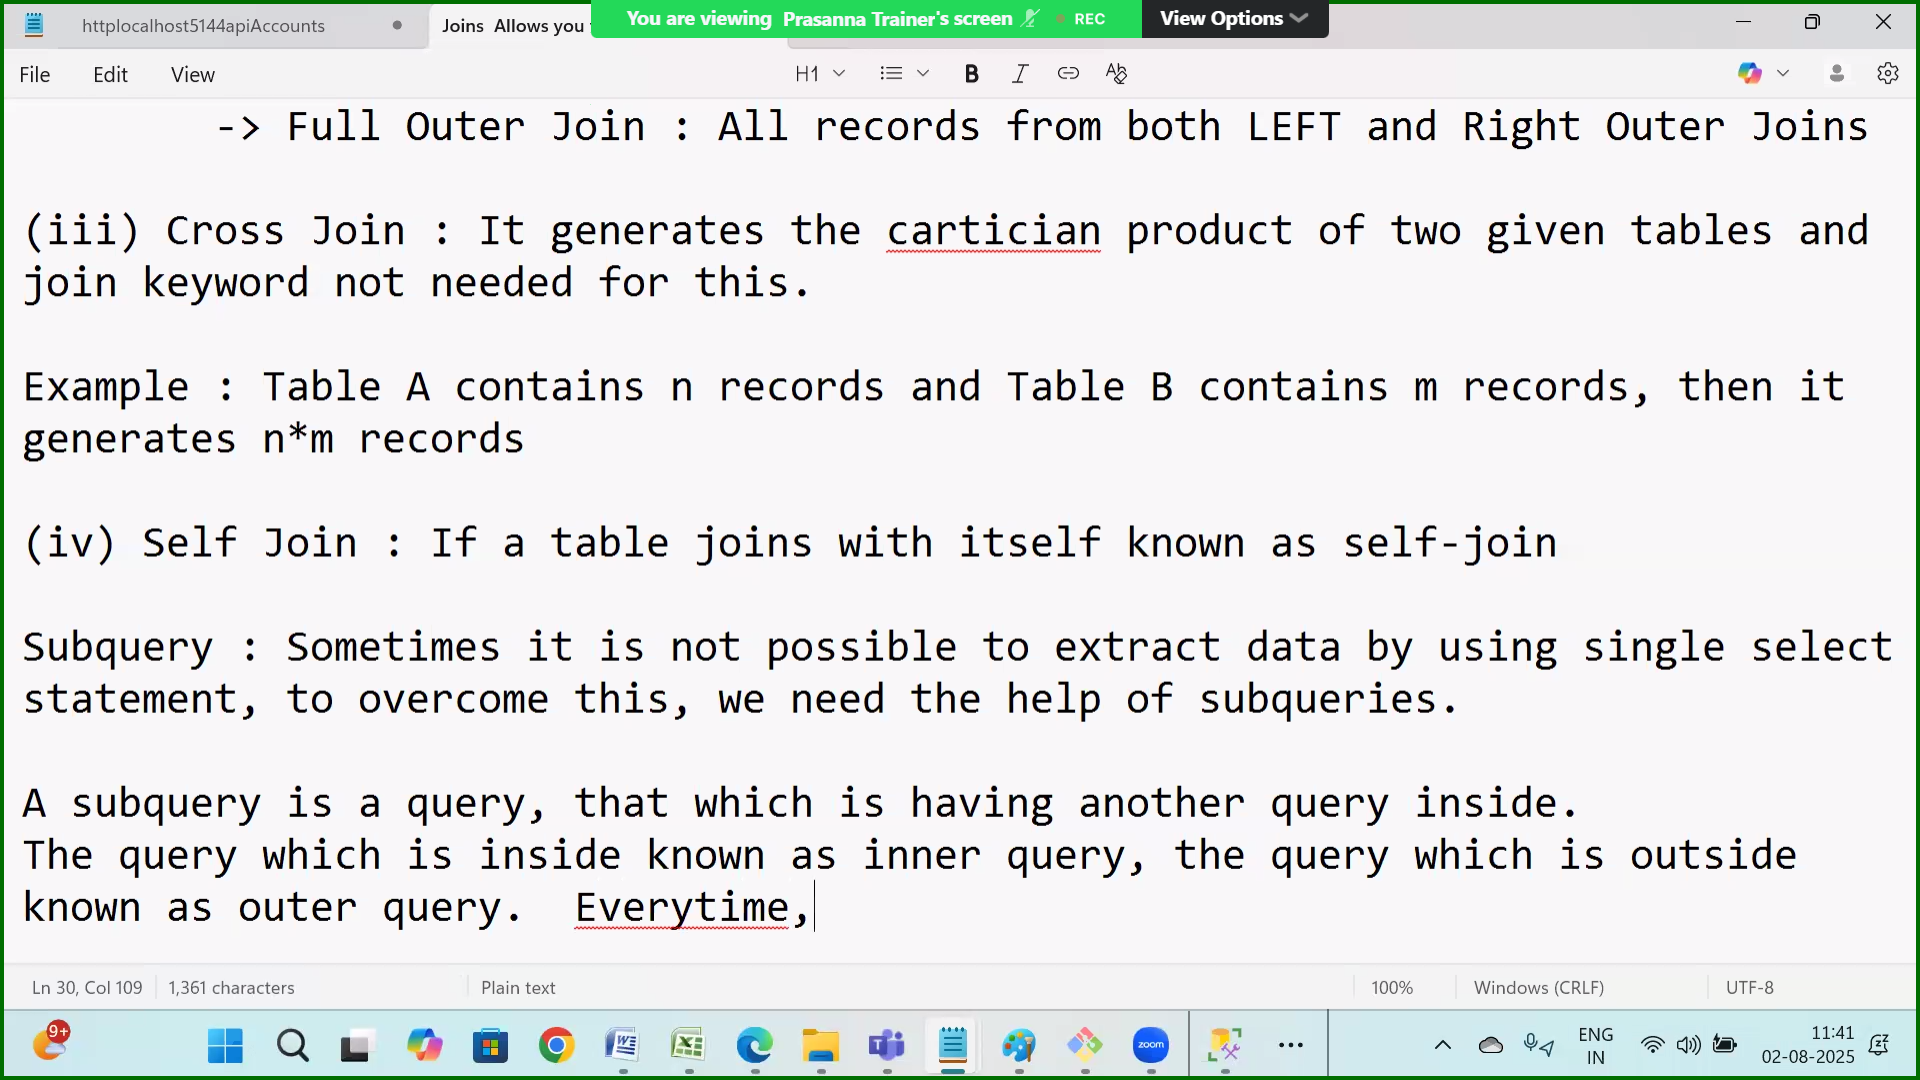 httplocalhost5144apiAccounts
Joins Allows you
You are viewing Prasanna Trainer's screen
REC
View Options
File
Edit
View
H1
B
I
-> Full Outer Join : All records from both LEFT and Right Outer Joins
(iii) Cross Join : It generates the cartician product of two given tables and
join keyword not needed for this.
Example : Table A contains n records and Table B contains m records, then it
generates n*m records
(iv) Self Join : If a table joins with itself known as self-join
Subquery : Sometimes it is not possible to extract data by using single select
statement, to overcome this, we need the help of subqueries.
A subquery is a query, that which is having another query inside.
The query which is inside known as inner query, the query which is outside
known as outer query.  Everytime,
Ln 30, Col 109
1,361 characters
Plain text
100%
Windows (CRLF)
UTF-8
9+
zoom
ENG
IN
11:41
02-08-2025